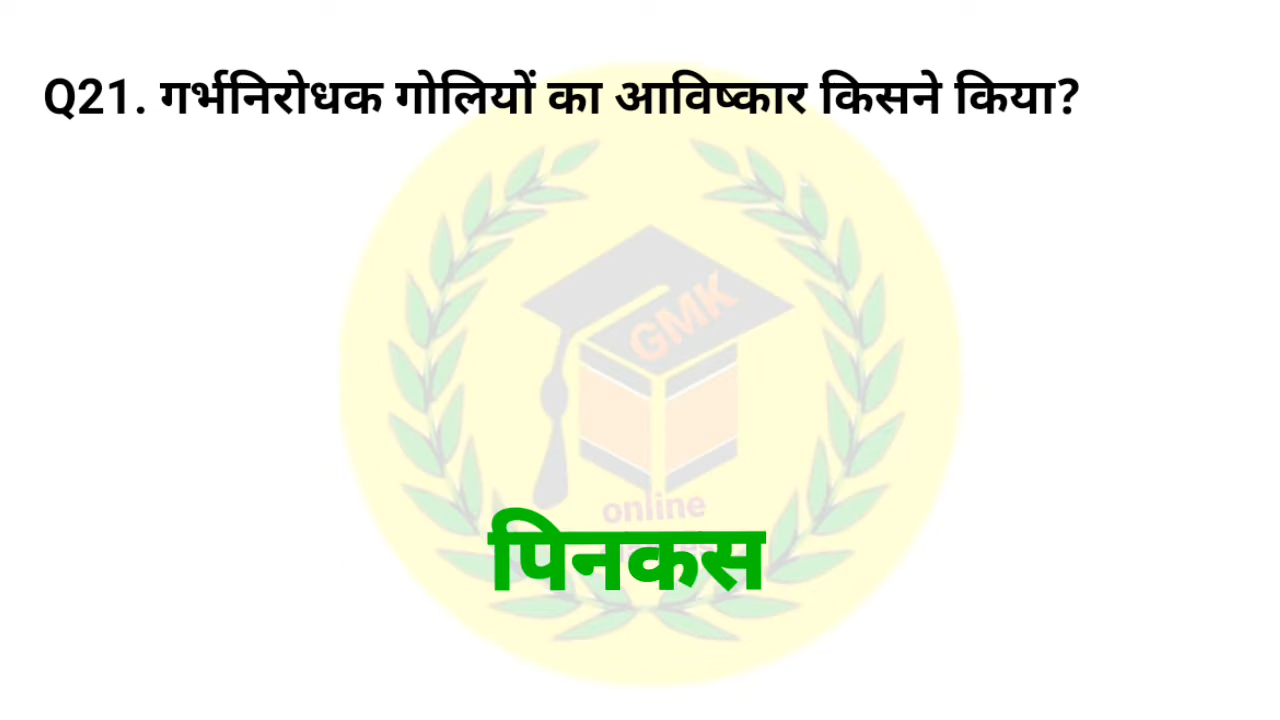 Q21. गर्भनिरोधक गोलियों का आविष्कार किसने किया?
GMK
online
पिनकस